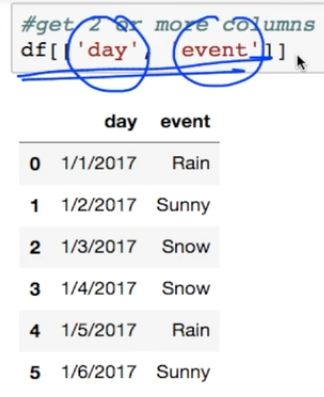 #get 2 or more columns
df[['day', 'event']]
day event
0 1/1/2017 Rain
1 1/2/2017 Sunny
2 1/3/2017 Snow
3 1/4/2017 Snow
4 1/5/2017 Rain
5 1/6/2017 Sunny